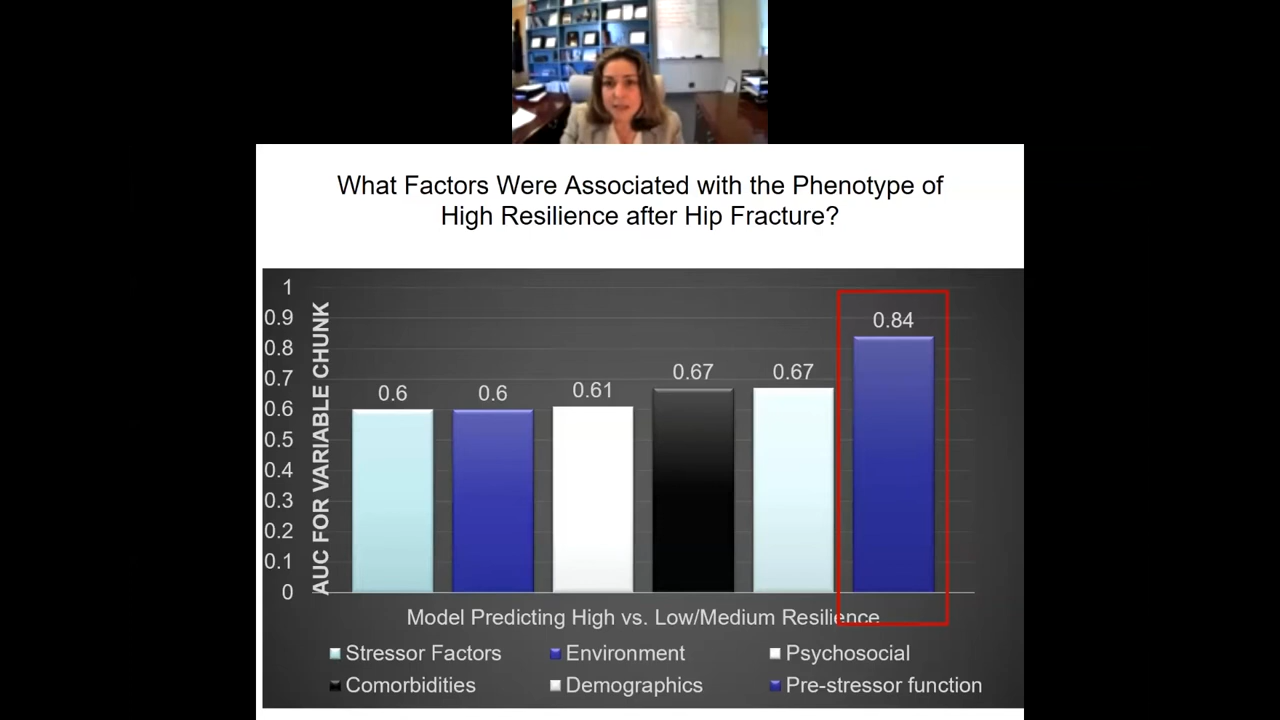 What Factors Were Associated with the Phenotype of
High Resilience after Hip Fracture?
AUC FOR VARIABLE CHUNK
1
0.9
0.8
0.7
0.6
0.5
0.4
0.3
0.2
0.1
0
0.6
0.6
0.61
0.67
0.67
0.84
Model Predicting High vs. Low/Medium Resilience
Stressor Factors
Environment
Psychosocial
Comorbidities
Demographics
Pre-stressor function